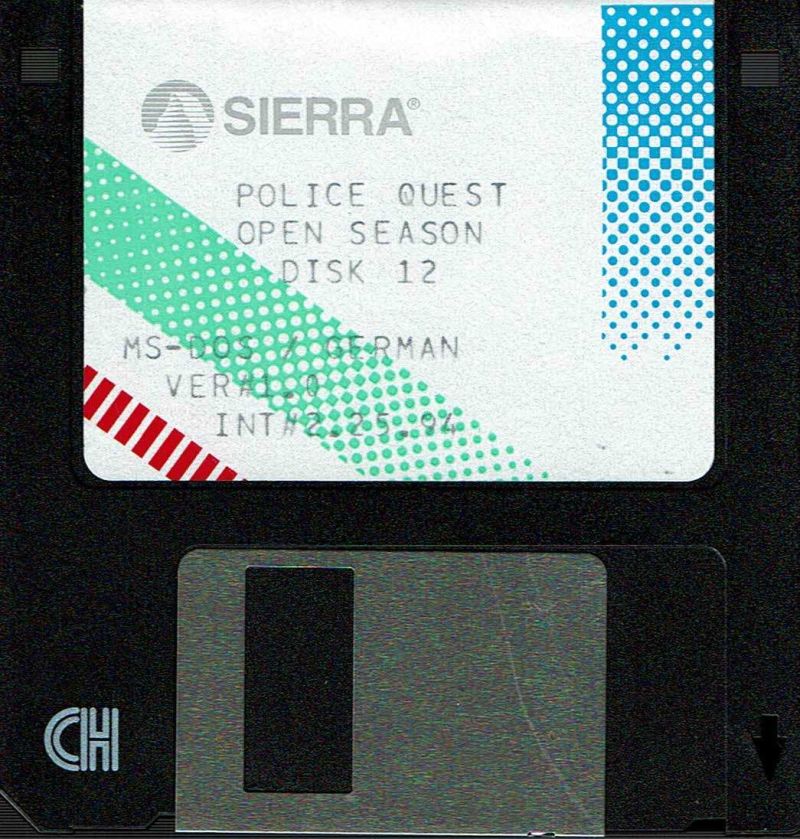 SIERRA®
POLICE QUEST
OPEN SEASON
DISK 12
MS-DOS / GERMAN
VER#1.0
INT#2.25.94
CH